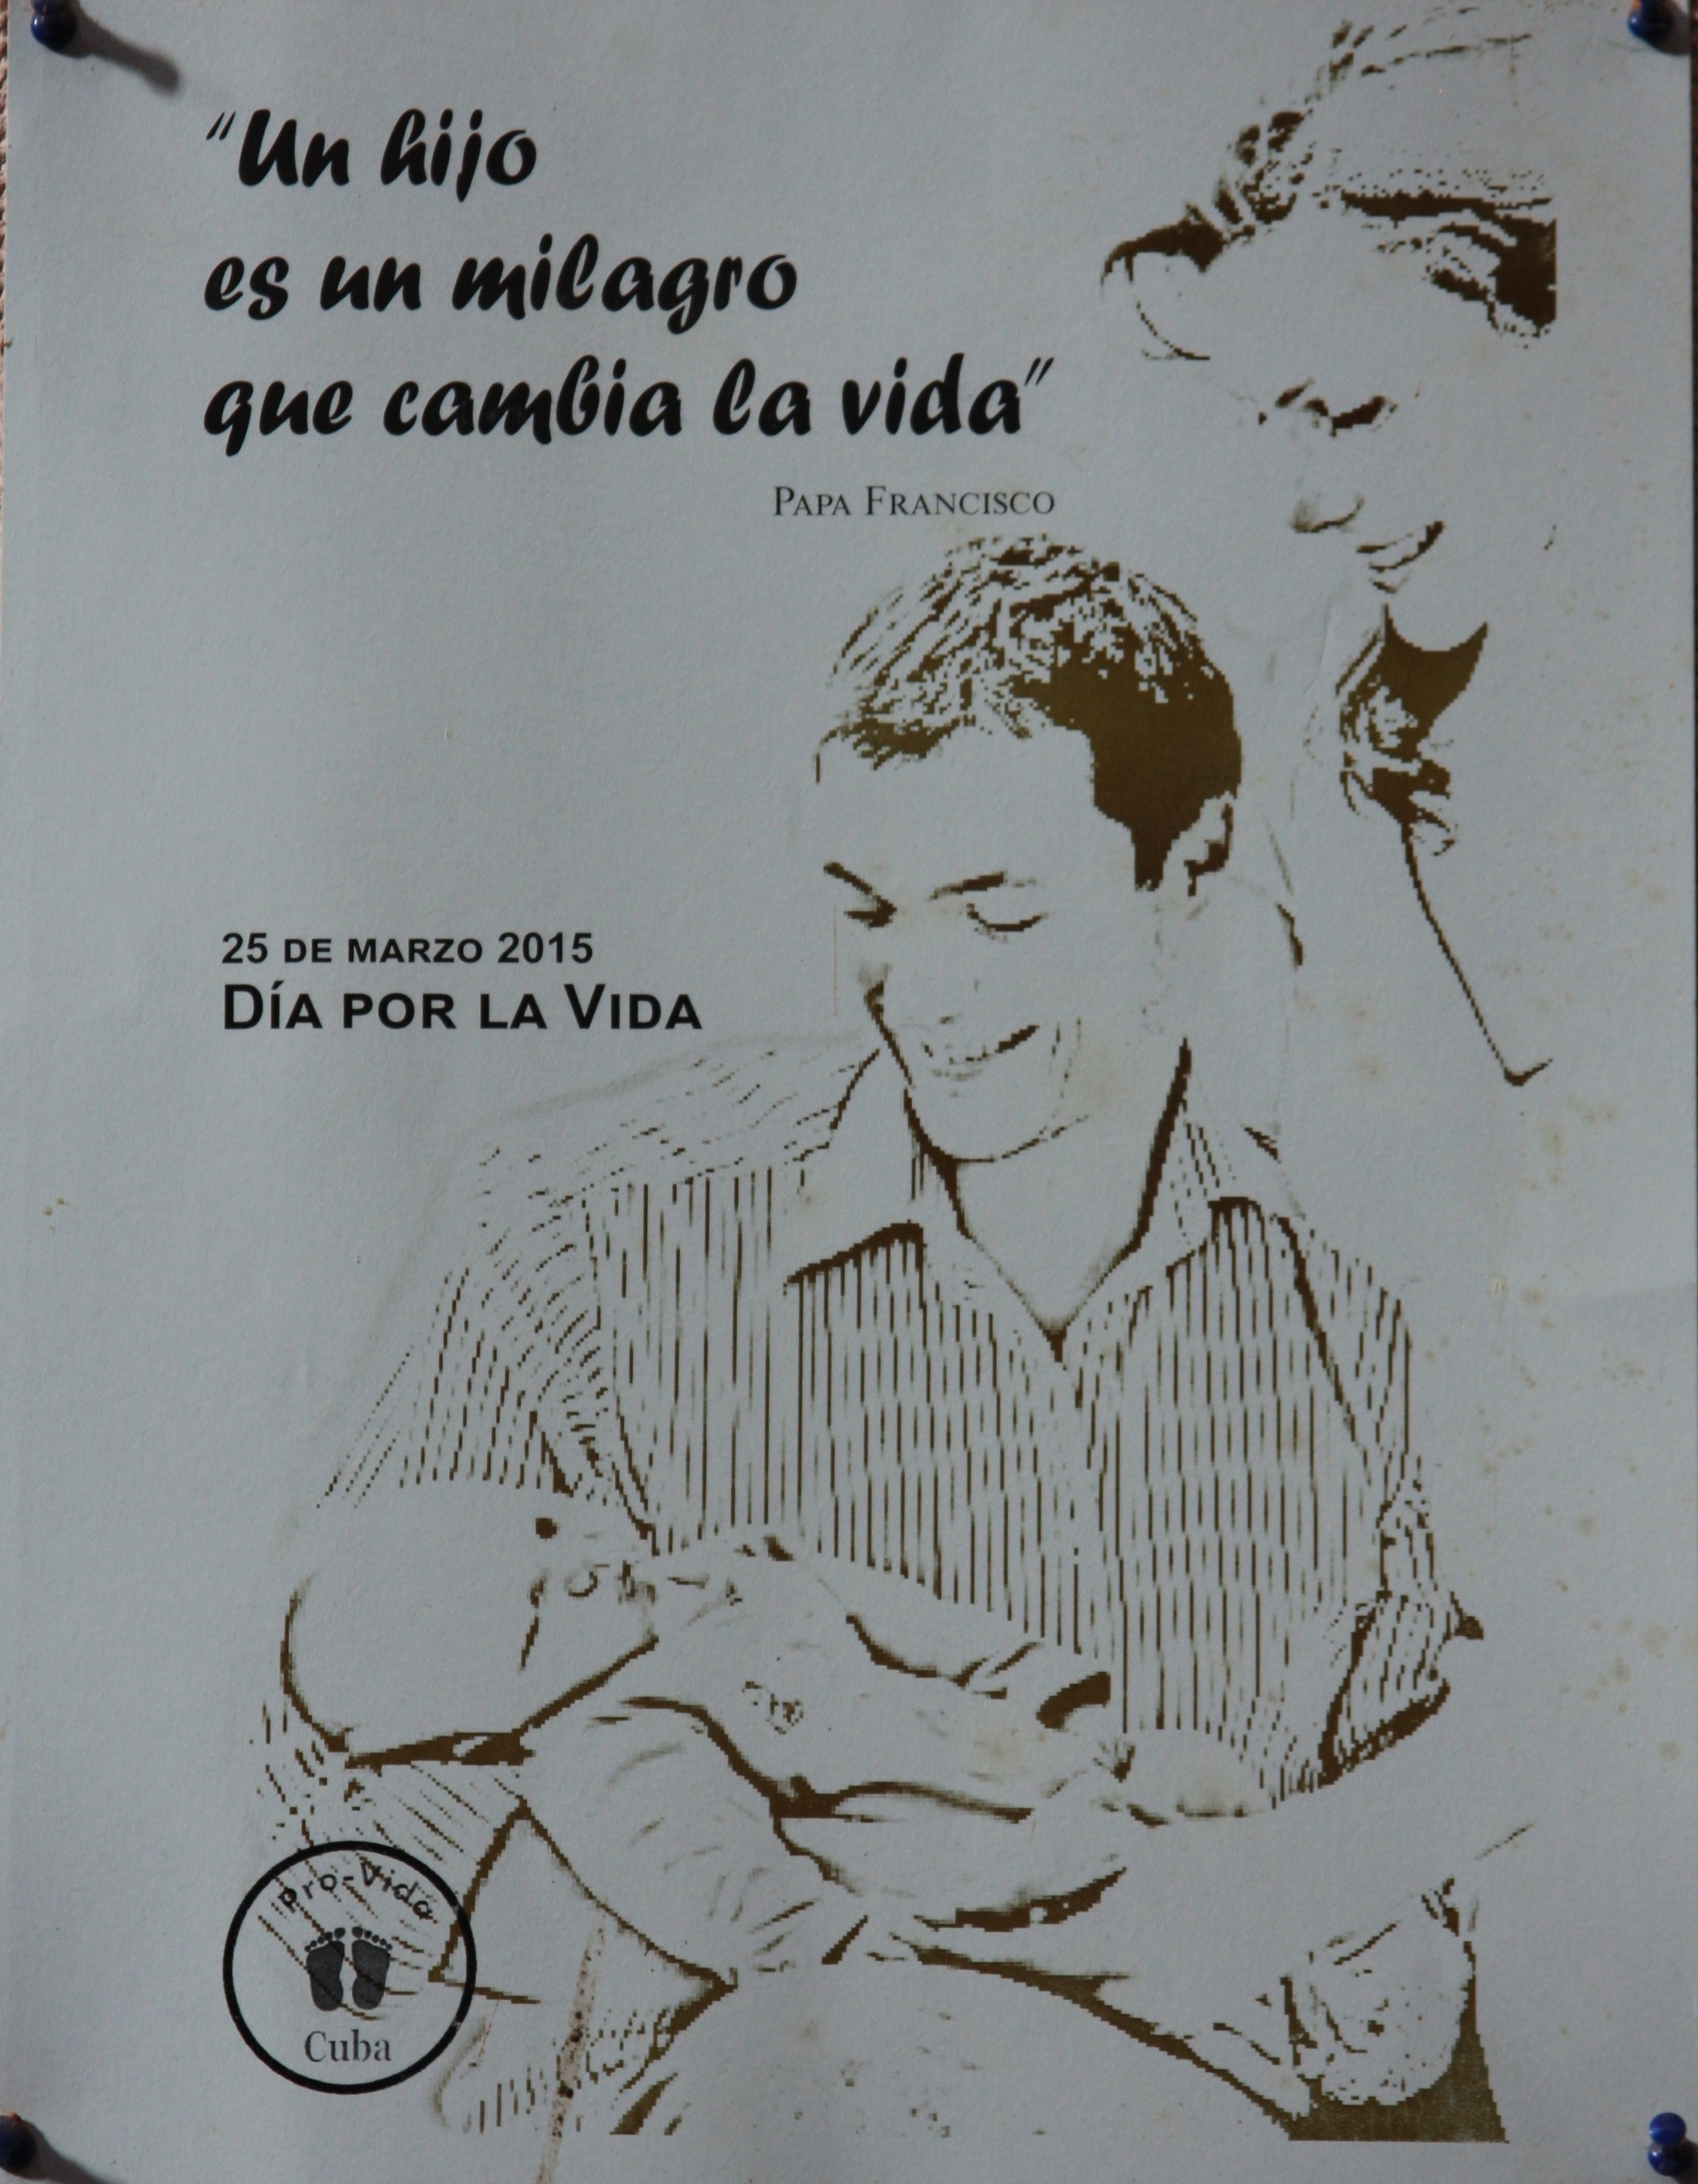 "Un hijo
es un milagro
que cambia la vida"
PAPA FRANCISCO
25 DE MARZO 2015
DÍA POR LA VIDA
Pro-Vida
Cuba